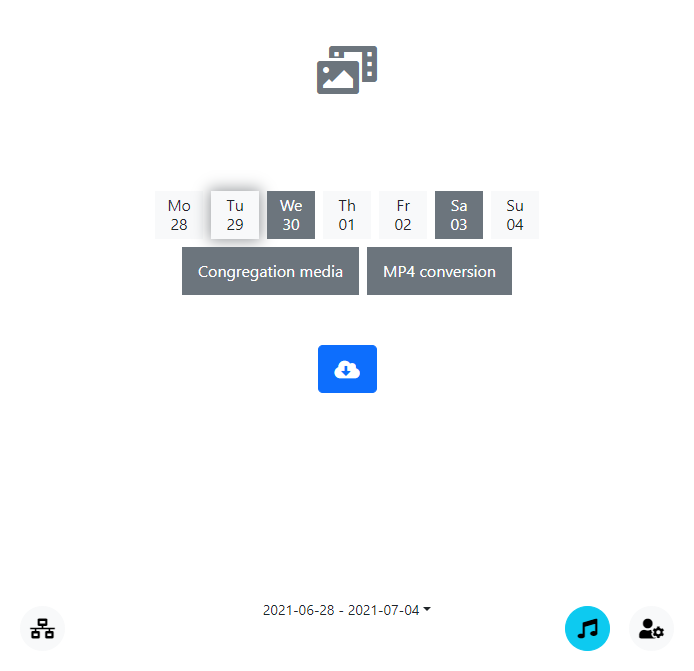 Mo Tu We Th Fr Sa Su
28 29 30 01 02 03 04
Congregation media MP4 conversion
2021-06-28 - 2021-07-04